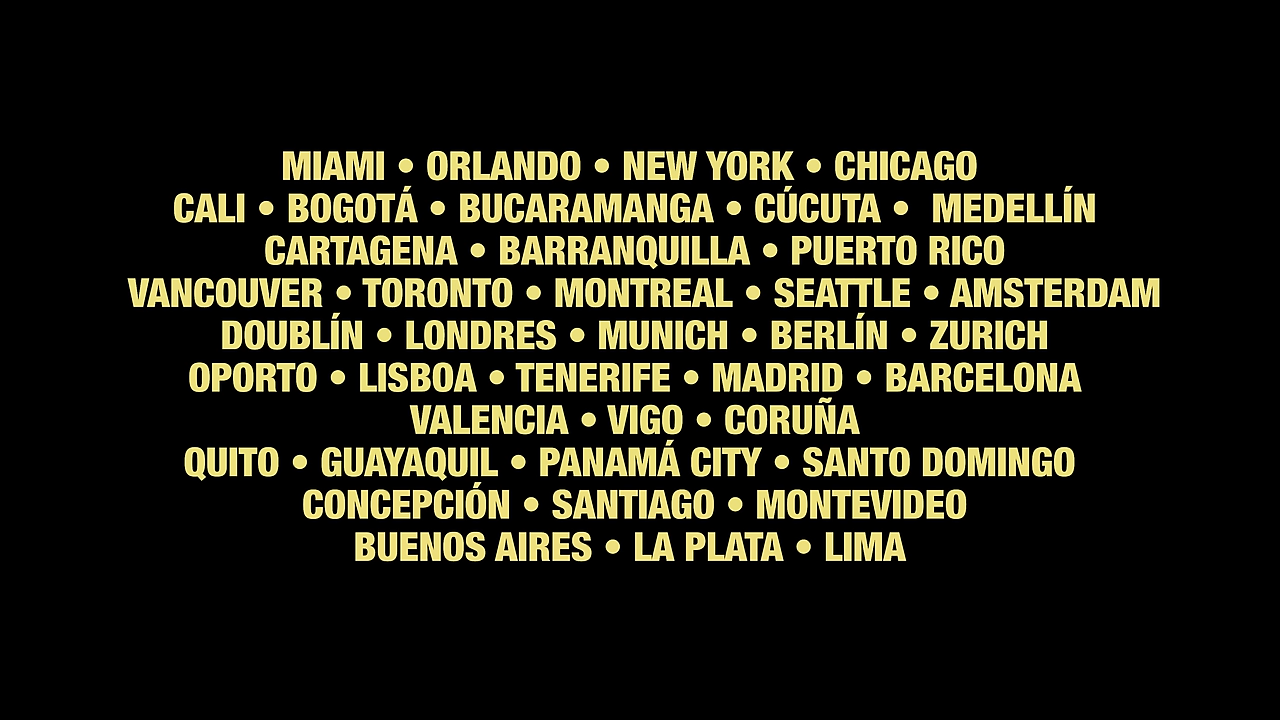 MIAMI • ORLANDO • NEW YORK • CHICAGO
CALI • BOGOTÁ • BUCARAMANGA • CÚCUTA • MEDELLÍN
CARTAGENA • BARRANQUILLA • PUERTO RICO
VANCOUVER • TORONTO • MONTREAL • SEATTLE • AMSTERDAM
DOUBLÍN • LONDRES • MUNICH • BERLÍN • ZURICH
OPORTO • LISBOA • TENERIFE • MADRID • BARCELONA
VALENCIA • VIGO • CORUÑA
QUITO • GUAYAQUIL • PANAMÁ CITY • SANTO DOMINGO
CONCEPCIÓN • SANTIAGO • MONTEVIDEO
BUENOS AIRES • LA PLATA • LIMA